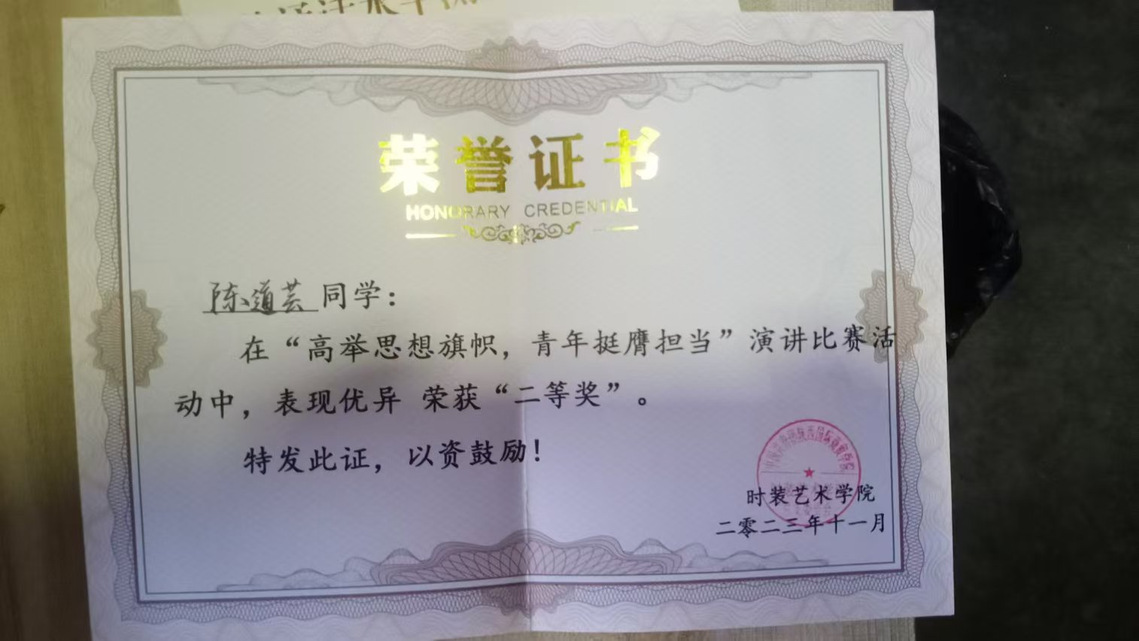 荣誉证书
HONORARY CREDENTIAL
陈道芸同学：
在“高举思想旗帜，青年挺膺担当”演讲比赛活
动中，表现优异 荣获“二等奖”。
特发此证，以资鼓励！
时装艺术学院
二零二三年十一月